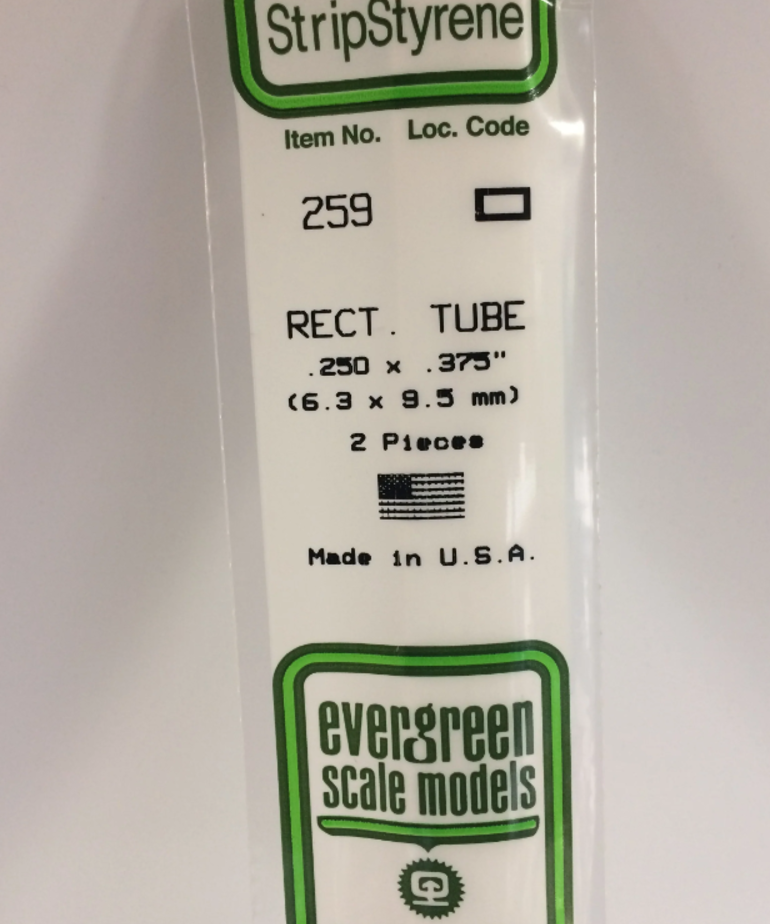 StripStyrene
Item No. Loc. Code
259
RECT. TUBE
.250 x .375"
(6.3 x 9.5 mm)
2 Pieces
Made in U.S.A.
evergreen
scale models